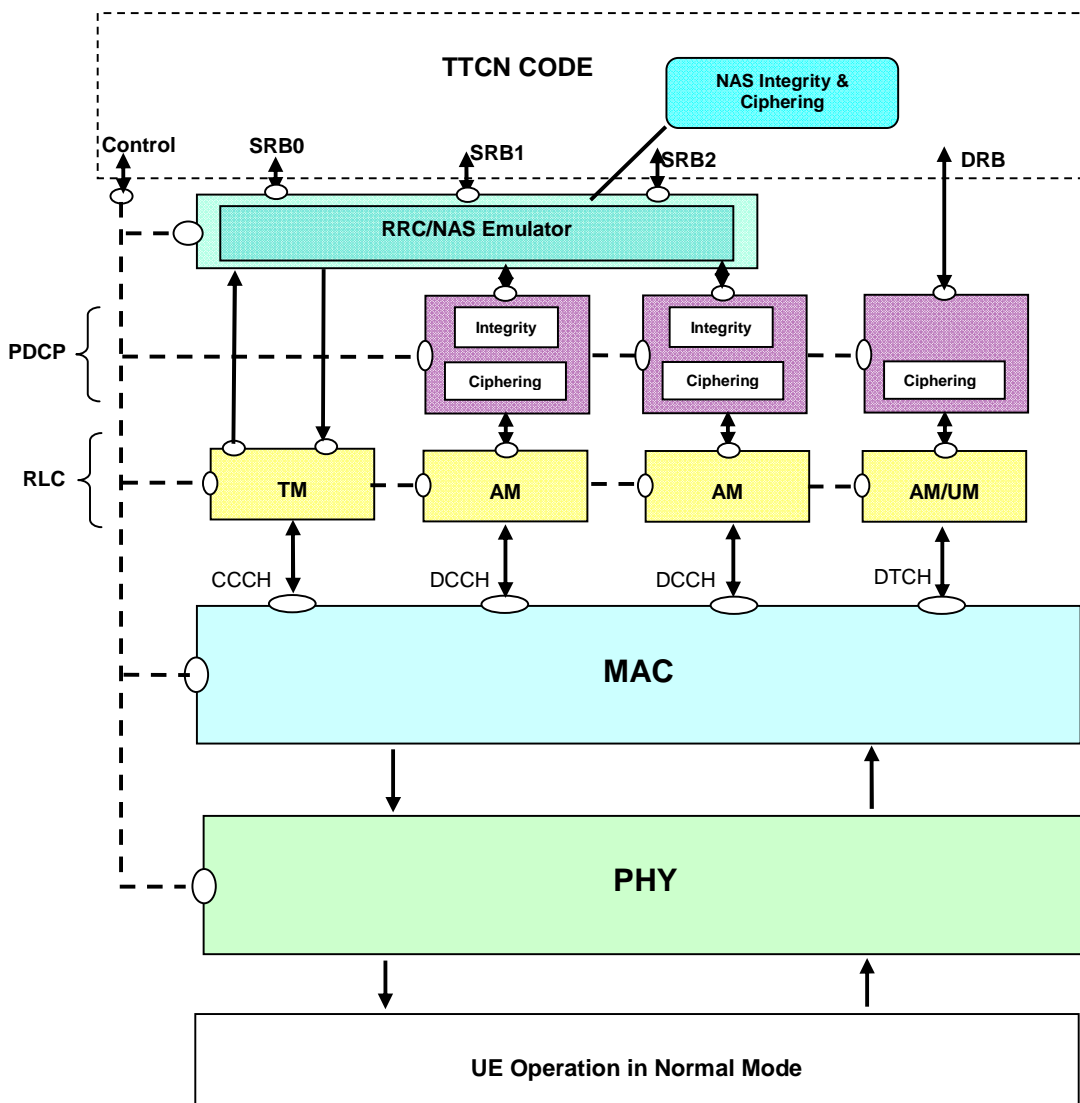 TTCN CODE
NAS Integrity &
Ciphering
Control
SRB0
SRB1
SRB2
DRB
RRC/NAS Emulator
PDCP
Integrity
Integrity
Ciphering
Ciphering
Ciphering
RLC
TM
AM
AM
AM/UM
CCCH
DCCH
DCCH
DTCH
MAC
PHY
UE Operation in Normal Mode